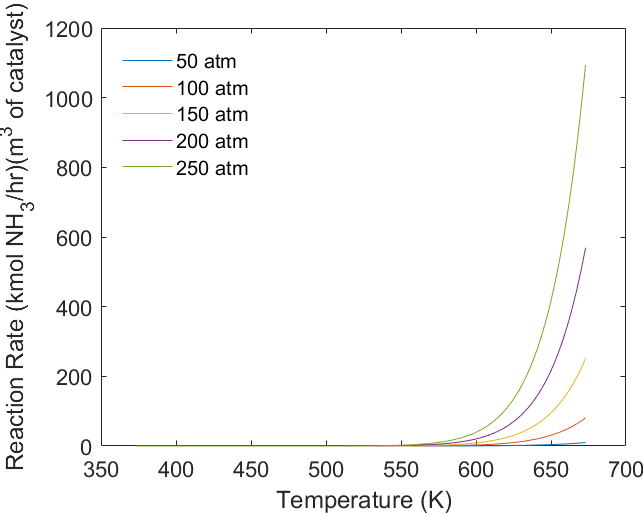 1200
1000
800
600
400
200
0
Reaction Rate (kmol NH3/hr)(m³ of catalyst)
50 atm
100 atm
150 atm
200 atm
250 atm
350 400 450 500 550 600 650 700
Temperature (K)